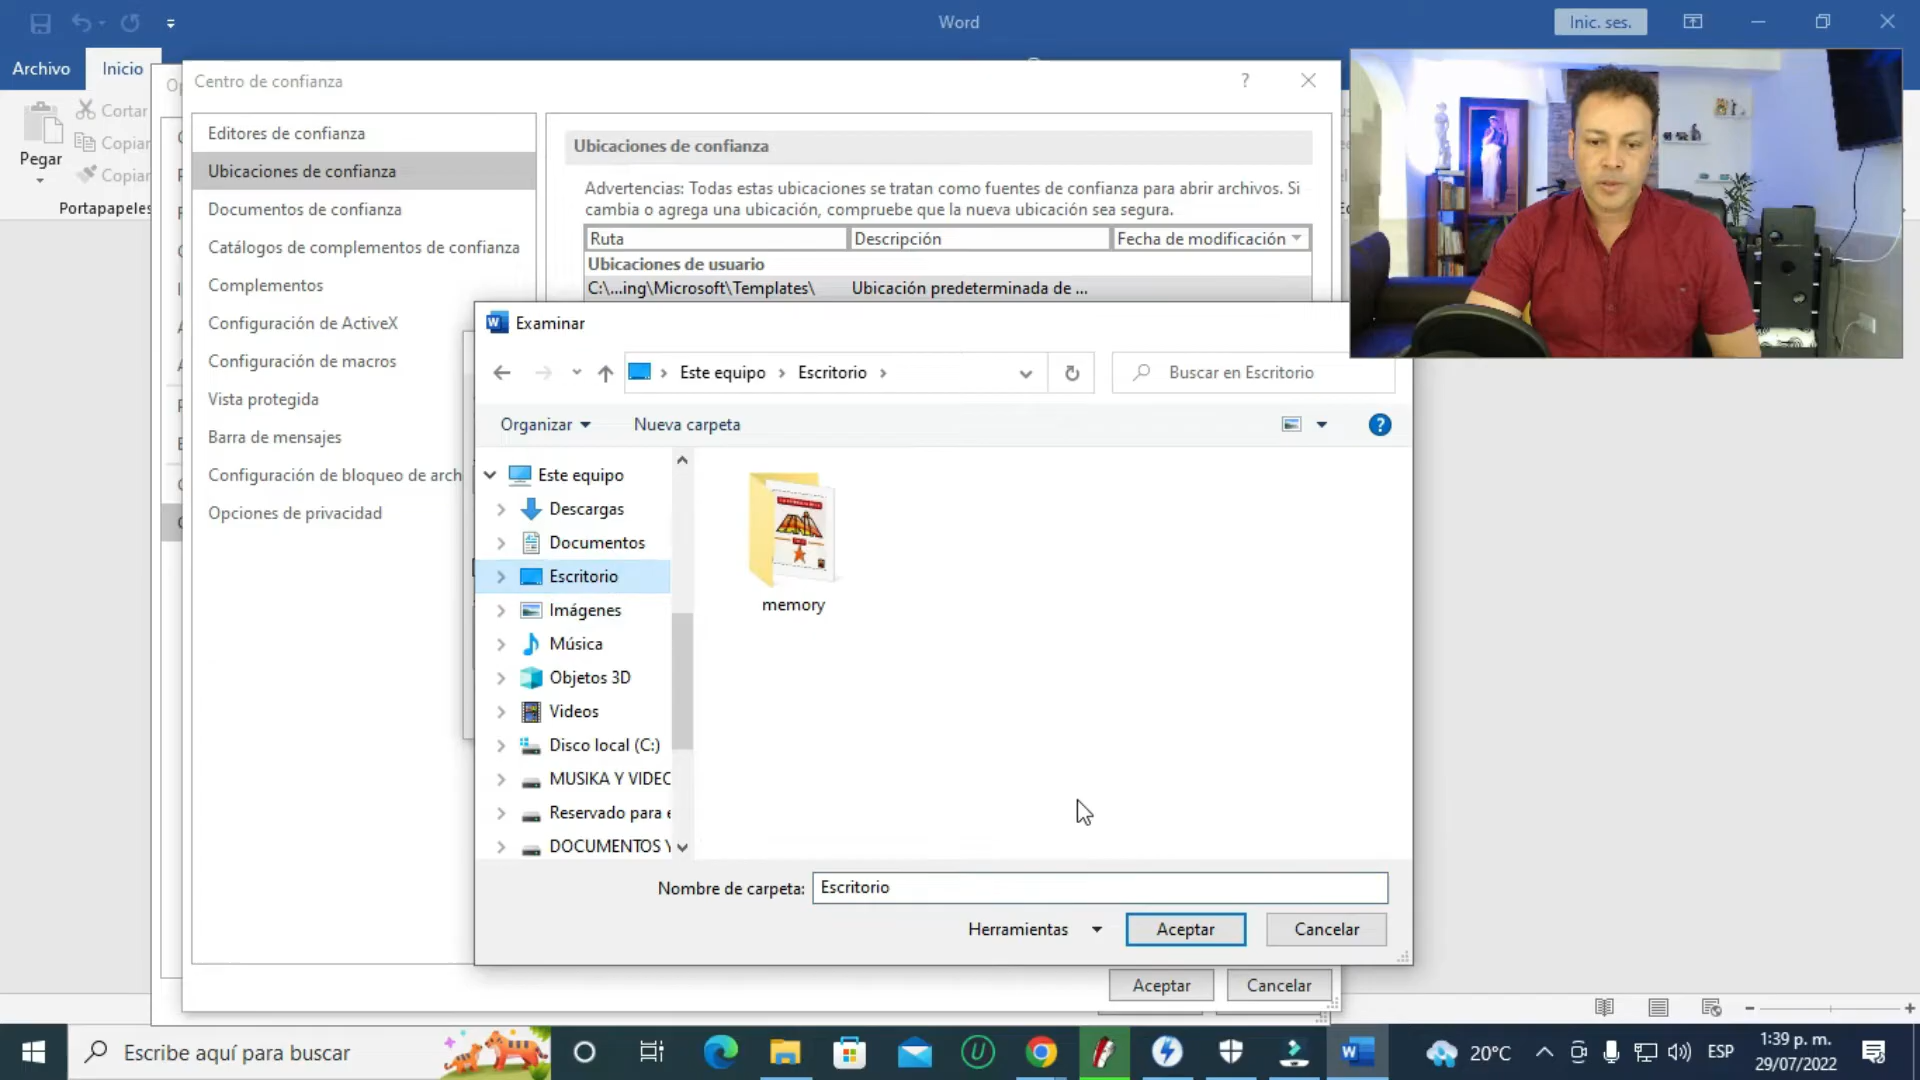 Word
Inic. ses.
Archivo
Inicio
Pegar
Cortar
Copiar
Copiar
Portapapeles
Centro de confianza
?
Editores de confianza
Ubicaciones de confianza
Documentos de confianza
Catálogos de complementos de confianza
Complementos
Configuración de ActiveX
Configuración de macros
Vista protegida
Barra de mensajes
Configuración de bloqueo de arch
Opciones de privacidad
Ubicaciones de confianza
Advertencias: Todas estas ubicaciones se tratan como fuentes de confianza para abrir archivos. Si
cambia o agrega una ubicación, compruebe que la nueva ubicación sea segura.
Ruta
Descripción
Fecha de modificación
Ubicaciones de usuario
C:\...ing\Microsoft\Templates\
Ubicación predeterminada de ...
Examinar
Este equipo
Escritorio
Buscar en Escritorio
Organizar
Nueva carpeta
?
Este equipo
Descargas
Documentos
Escritorio
Imágenes
Música
Objetos 3D
Videos
Disco local (C:)
MUSIKA Y VIDEO
Reservado para e
DOCUMENTOS Y
memory
Nombre de carpeta:
Escritorio
Herramientas
Aceptar
Cancelar
Aceptar
Cancelar
Escribe aquí para buscar
20°C
ESP
1:39 p. m.
29/07/2022